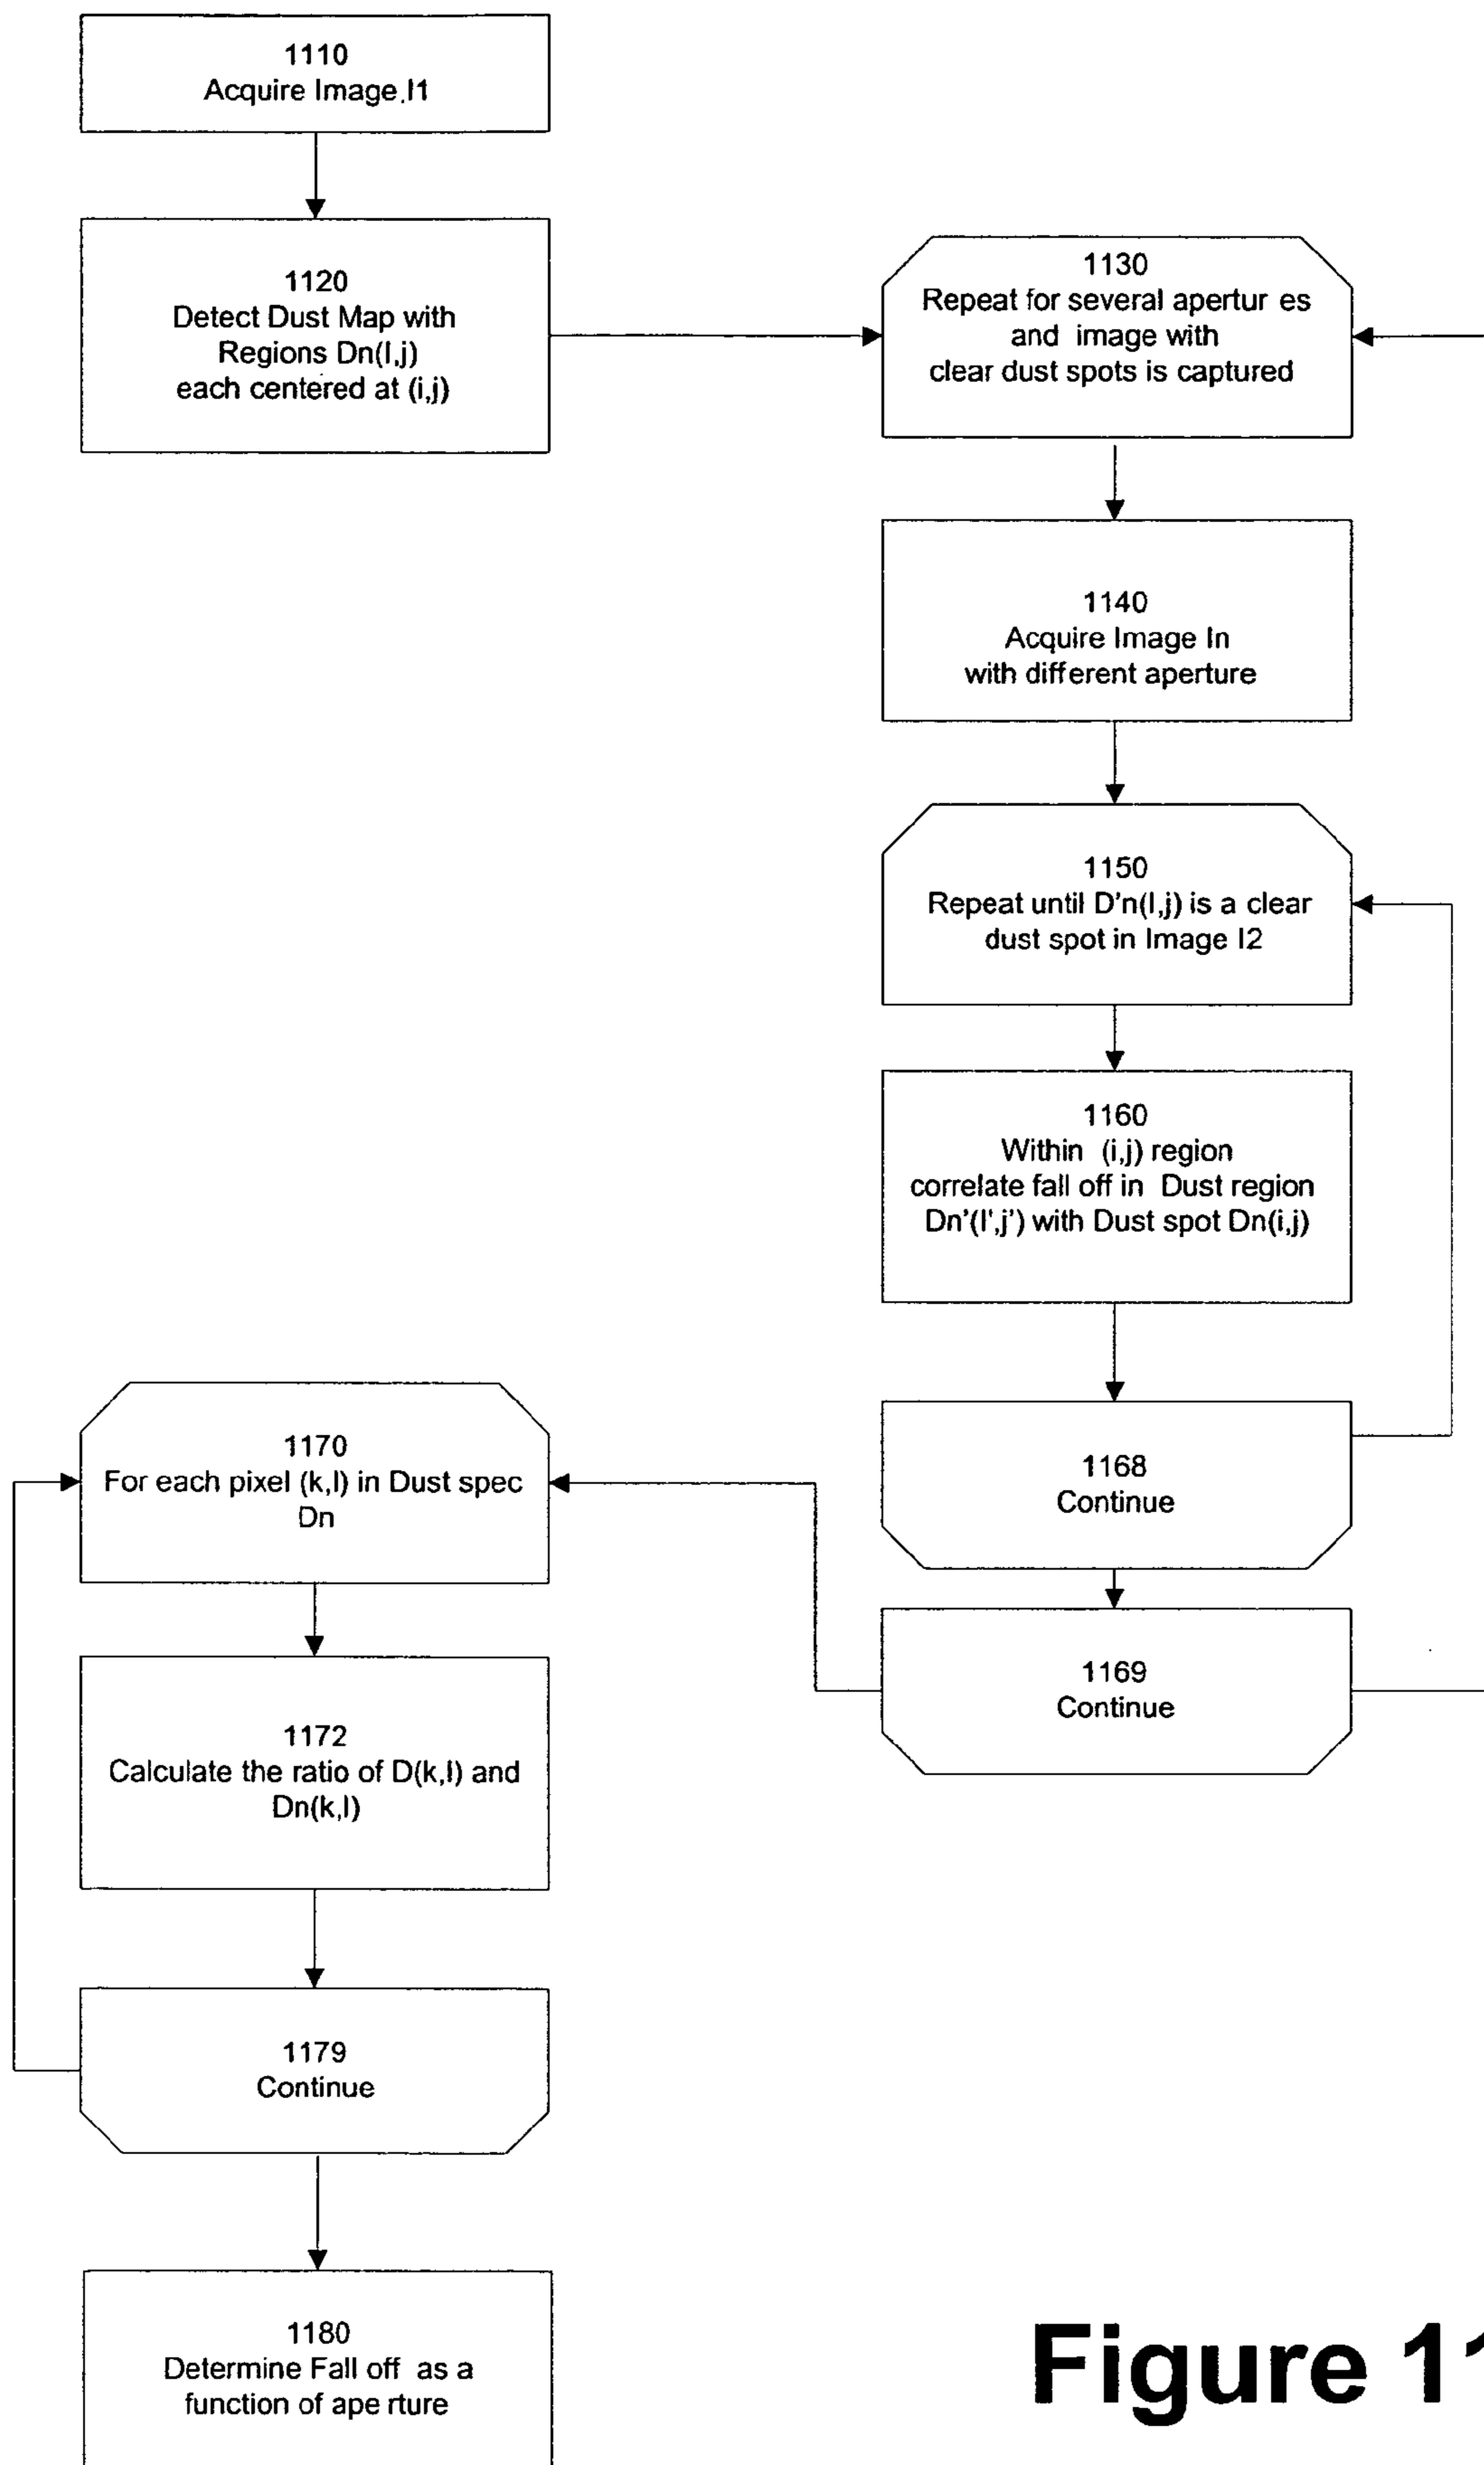 1110
Acquire Image,I1
1120
Detect Dust Map with
Regions Dn(I,j)
each centered at (i,j)
1130
Repeat for several apertur es
and image with
clear dust spots is captured
1140
Acquire Image In
with different aperture
1150
Repeat until D'n(I,j) is a clear
dust spot in Image I2
1160
Within (i,j) region
correlate fall off in Dust region
Dn'(I',j') with Dust spot Dn(i,j)
1168
Continue
1169
Continue
1170
For each pixel (k,l) in Dust spec
Dn
1172
Calculate the ratio of D(k,l) and
Dn(k,l)
1179
Continue
1180
Determine Fall off as a
function of ape rture
Figure 11